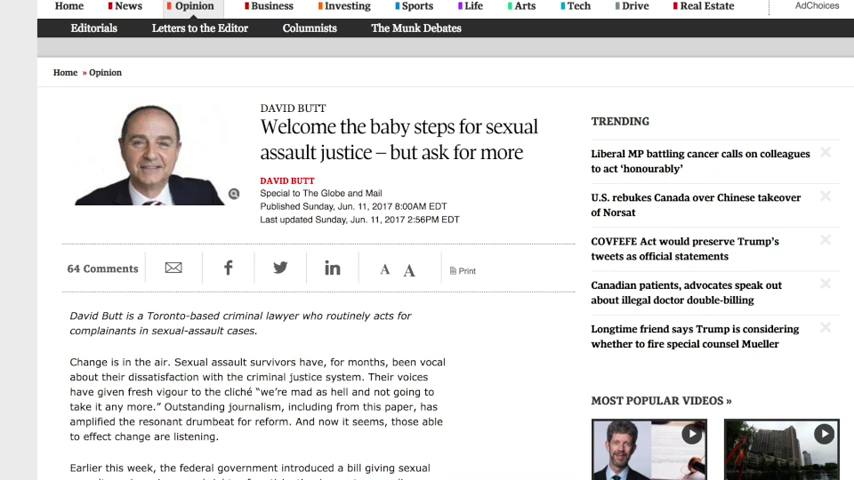 Home News Opinion Business Investing Sports Life Arts Tech Drive Real Estate AdChoices
Editorials Letters to the Editor Columnists The Munk Debates
Home » Opinion
DAVID BUTT
Welcome the baby steps for sexual
assault justice – but ask for more
DAVID BUTT
Special to The Globe and Mail
Published Sunday, Jun. 11, 2017 8:00AM EDT
Last updated Sunday, Jun. 11, 2017 2:56PM EDT
64 Comments A A Print
David Butt is a Toronto-based criminal lawyer who routinely acts for
complainants in sexual-assault cases.
Change is in the air. Sexual assault survivors have, for months, been vocal
about their dissatisfaction with the criminal justice system. Their voices
have given fresh vigour to the cliché “we’re mad as hell and not going to
take it any more.” Outstanding journalism, including from this paper, has
amplified the resonant drumbeat for reform. And now it seems, those able
to effect change are listening.
Earlier this week, the federal government introduced a bill giving sexual
TRENDING
Liberal MP battling cancer calls on colleagues
to act ‘honourably’
U.S. rebukes Canada over Chinese takeover
of Norsat
COVFEFE Act would preserve Trump’s
tweets as official statements
Canadian patients, advocates speak out
about illegal doctor double-billing
Longtime friend says Trump is considering
whether to fire special counsel Mueller
MOST POPULAR VIDEOS »